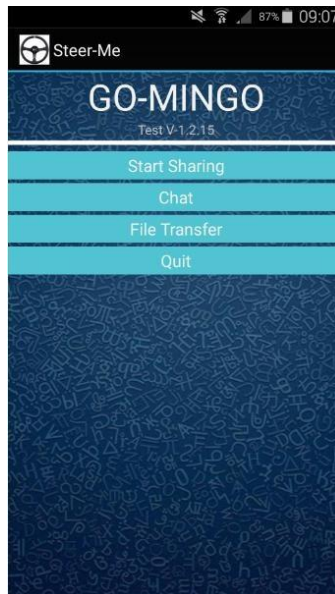 87% 09:07
Steer-Me
GO-MINGO
Test V-1.2.15
Start Sharing
Chat
File Transfer
Quit